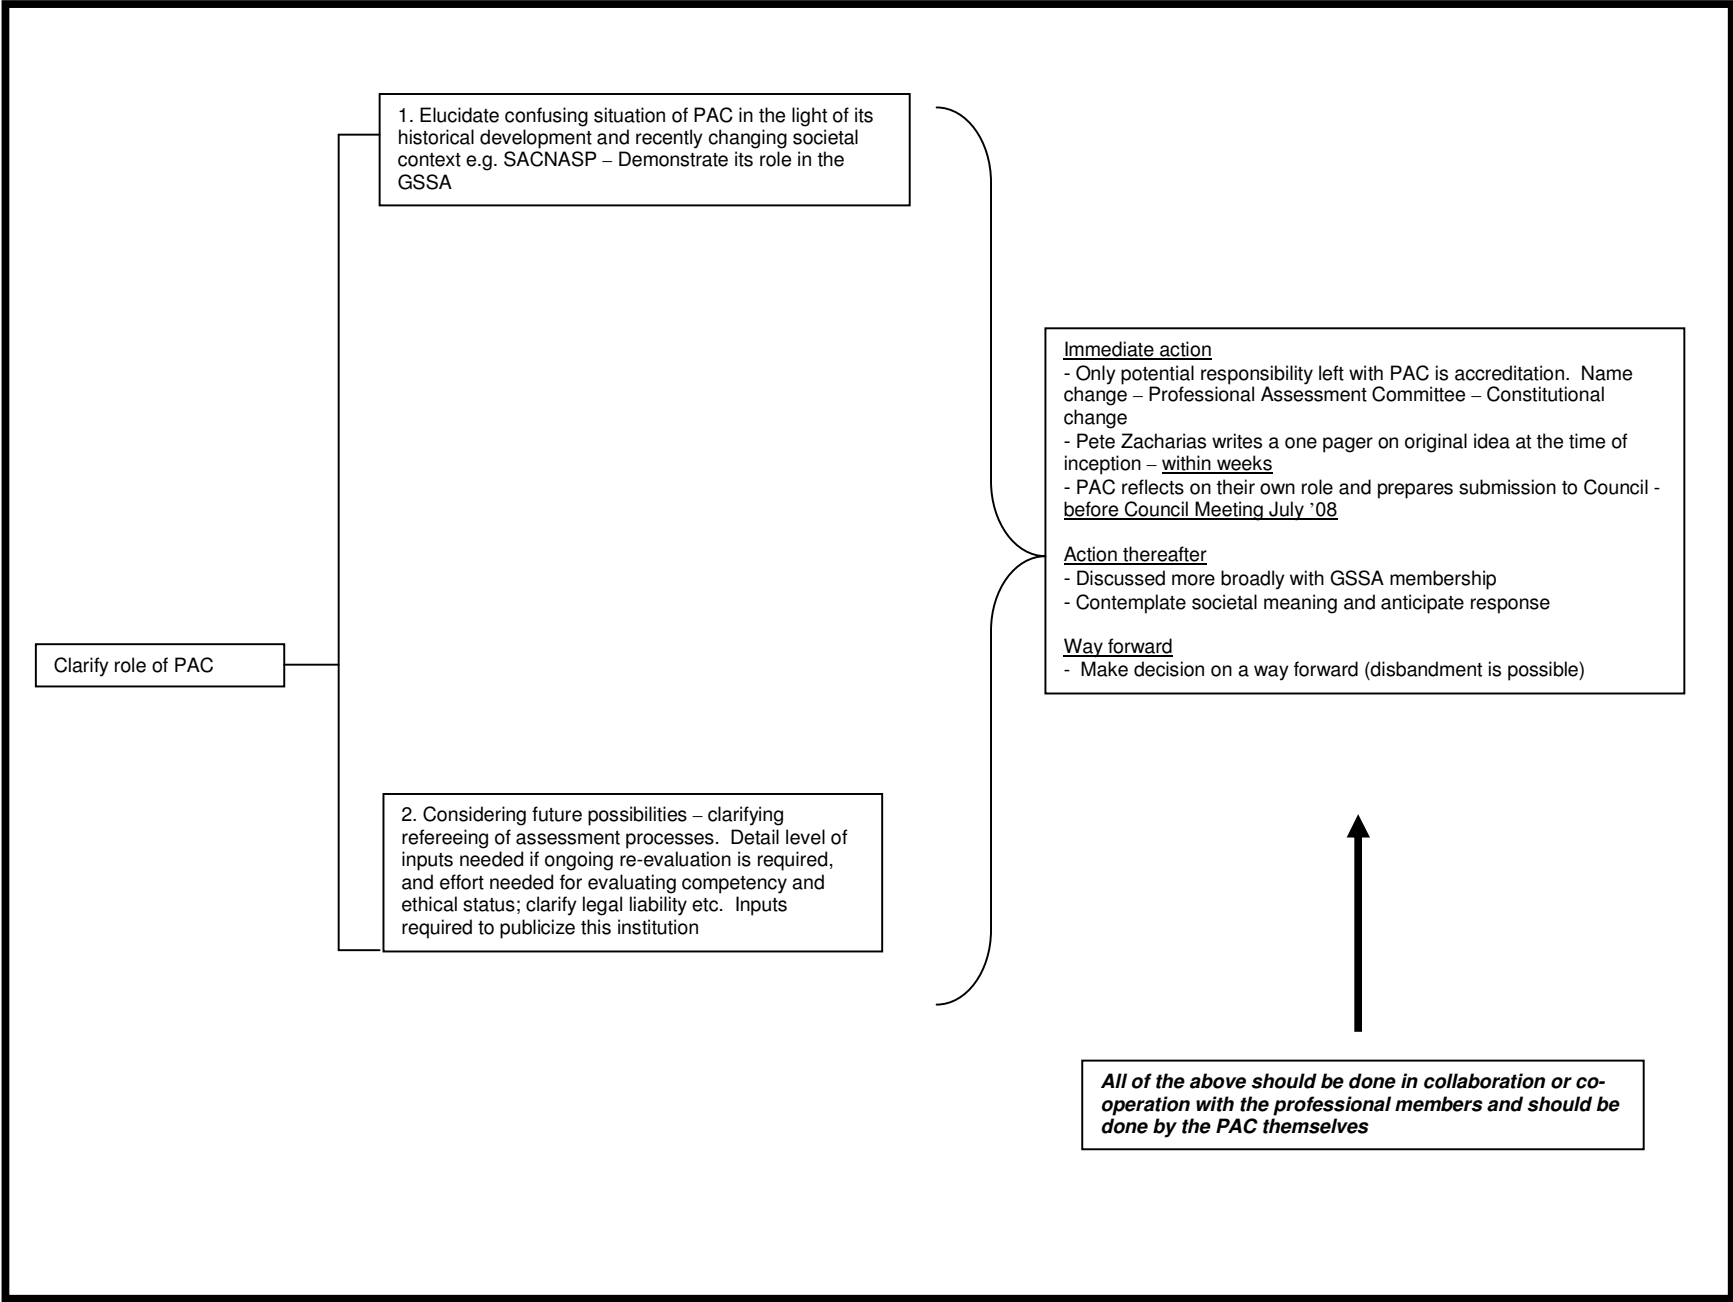 1. Elucidate confusing situation of PAC in the light of its
historical development and recently changing societal
context e.g. SACNASP – Demonstrate its role in the
GSSA
Clarify role of PAC
2. Considering future possibilities – clarifying
refereeing of assessment processes.  Detail level of
inputs needed if ongoing re-evaluation is required,
and effort needed for evaluating competency and
ethical status; clarify legal liability etc.  Inputs
required to publicize this institution
Immediate action
- Only potential responsibility left with PAC is accreditation.  Name
change – Professional Assessment Committee – Constitutional
change
- Pete Zacharias writes a one pager on original idea at the time of
inception – within weeks
- PAC reflects on their own role and prepares submission to Council -
before Council Meeting July ’08
Action thereafter
- Discussed more broadly with GSSA membership
- Contemplate societal meaning and anticipate response
Way forward
-  Make decision on a way forward (disbandment is possible)
All of the above should be done in collaboration or co-
operation with the professional members and should be
done by the PAC themselves